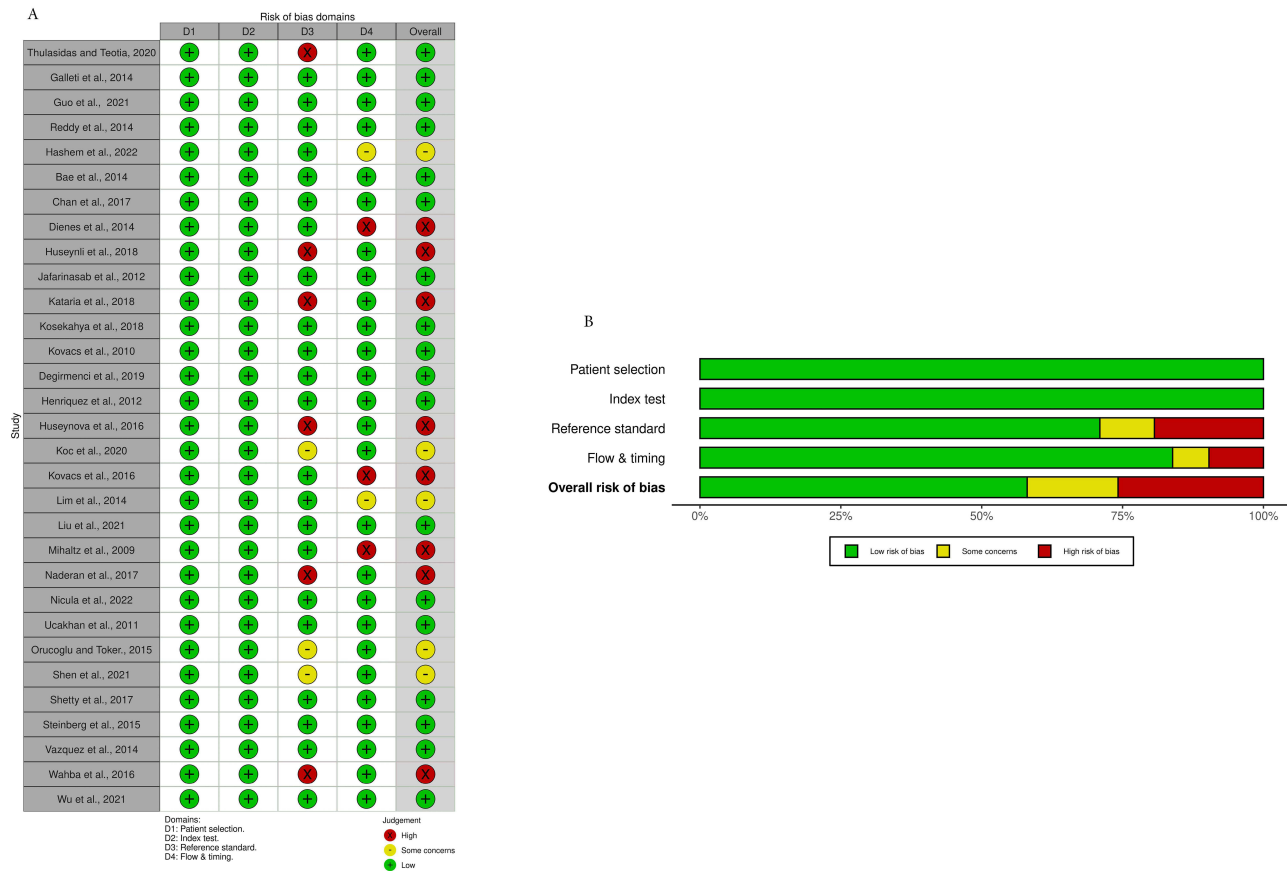 A
Risk of bias domains
D1 D2 D3 D4 Overall
Study
Thulasidas and Teotia, 2020 + + X + +
Galleti et al., 2014 + + + + +
Guo et al., 2021 + + + + +
Reddy et al., 2014 + + + + +
Hashem et al., 2022 + + + - -
Bae et al., 2014 + + + + +
Chan et al., 2017 + + + + +
Dienes et al., 2014 + + + X X
Huseynli et al., 2018 + + X + X
Jafarinasab et al., 2012 + + + + +
Kataria et al., 2018 + + X + X
Kosekahya et al., 2018 + + + + +
Kovacs et al., 2010 + + + + +
Degirmenci et al., 2019 + + + + +
Henriquez et al., 2012 + + + + +
Huseynova et al., 2016 + + X + X
Koc et al., 2020 + + - + -
Kovacs et al., 2016 + + + X X
Lim et al., 2014 + + + - -
Liu et al., 2021 + + + + +
Mihaltz et al., 2009 + + + X X
Naderan et al., 2017 + + X + X
Nicula et al., 2022 + + + + +
Ucakhan et al., 2011 + + + + +
Orucoglu and Toker., 2015 + + - + -
Shen et al., 2021 + + - + -
Shetty et al., 2017 + + + + +
Steinberg et al., 2015 + + + + +
Vazquez et al., 2014 + + + + +
Wahba et al., 2016 + + X + X
Wu et al., 2021 + + + + +
Domains:
D1: Patient selection.
D2: Index test.
D3: Reference standard.
D4: Flow & timing.
Judgement
X High
- Some concerns
+ Low
B
Patient selection
Index test
Reference standard
Flow & timing
Overall risk of bias
0% 25% 50% 75% 100%
Low risk of bias Some concerns High risk of bias